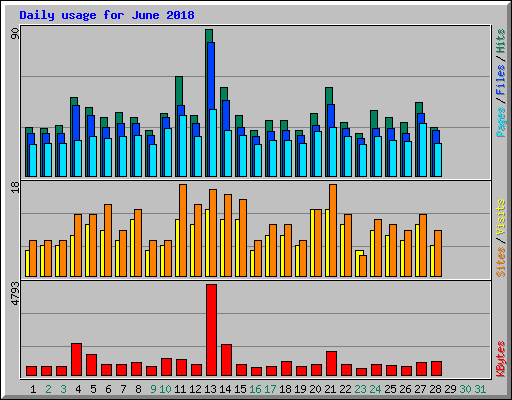 Daily usage for June 2018
90
Pages / Files / Hits
18
Sites / Visits
4793
KBytes
1 2 3 4 5 6 7 8 9 10 11 12 13 14 15 16 17 18 19 20 21 22 23 24 25 26 27 28 29 30 31